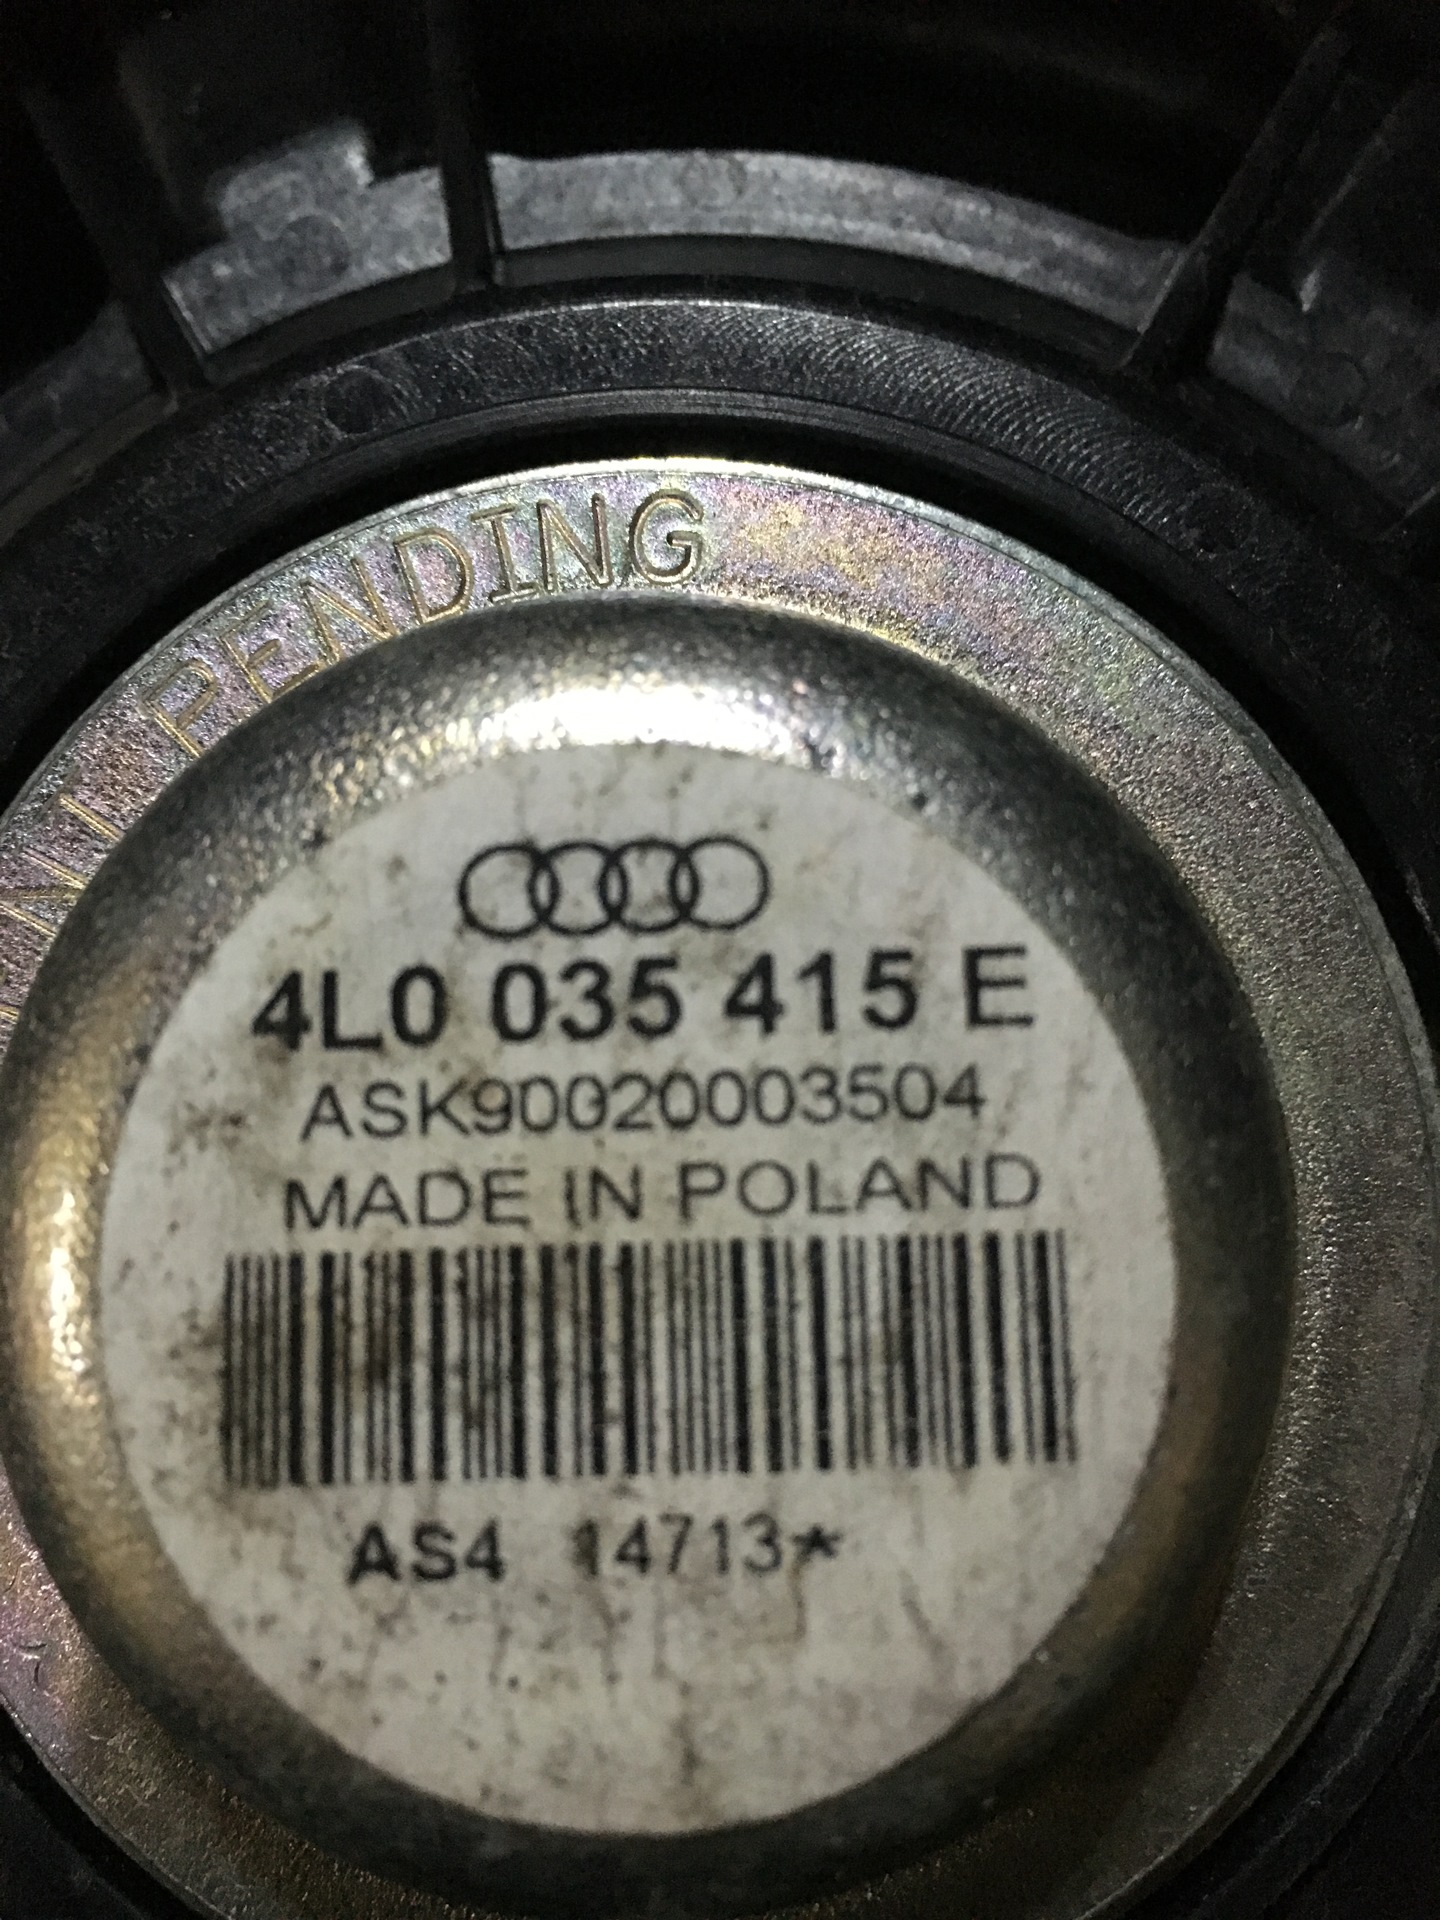 PENDING
4L0 035 415 E
ASK90020003504
MADE IN POLAND
AS4 14713*